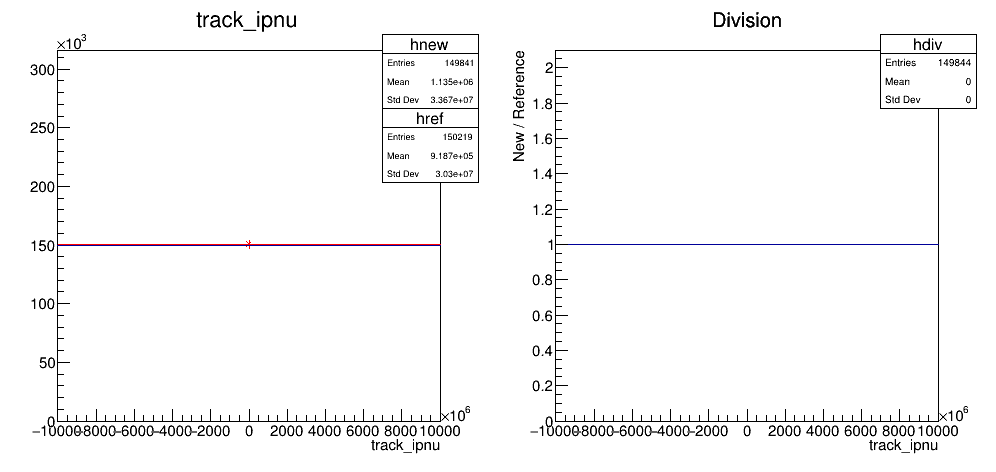 track_ipnu
×10³
hnew
Entries 149841
Mean 1.135e+06
Std Dev 3.367e+07
href
Entries 150219
Mean 9.187e+05
Std Dev 3.03e+07
300
250
200
150
100
50
0
−10000 −8000 −6000 −4000 −2000 0 2000 4000 6000 8000 10000
×10⁶
track_ipnu
Division
hdiv
Entries 149844
Mean 0
Std Dev 0
New / Reference
2
1.8
1.6
1.4
1.2
1
0.8
0.6
0.4
0.2
0
−10000 −8000 −6000 −4000 −2000 0 2000 4000 6000 8000 10000
×10⁶
track_ipnu